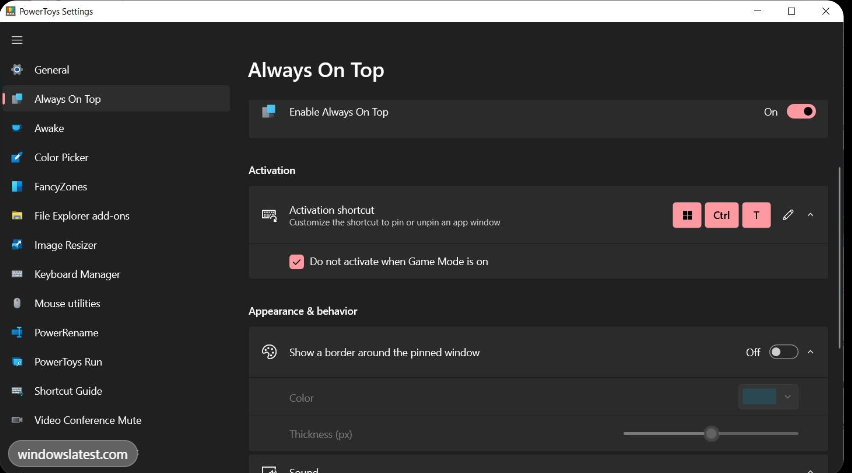 PowerToys Settings
General
Always On Top
Awake
Color Picker
FancyZones
File Explorer add-ons
Image Resizer
Keyboard Manager
Mouse utilities
PowerRename
PowerToys Run
Shortcut Guide
Video Conference Mute
windowslatest.com
Always On Top
Enable Always On Top
On
Activation
Activation shortcut
Customize the shortcut to pin or unpin an app window
Ctrl
T
Do not activate when Game Mode is on
Appearance & behavior
Show a border around the pinned window
Off
Color
Thickness (px)
Sound